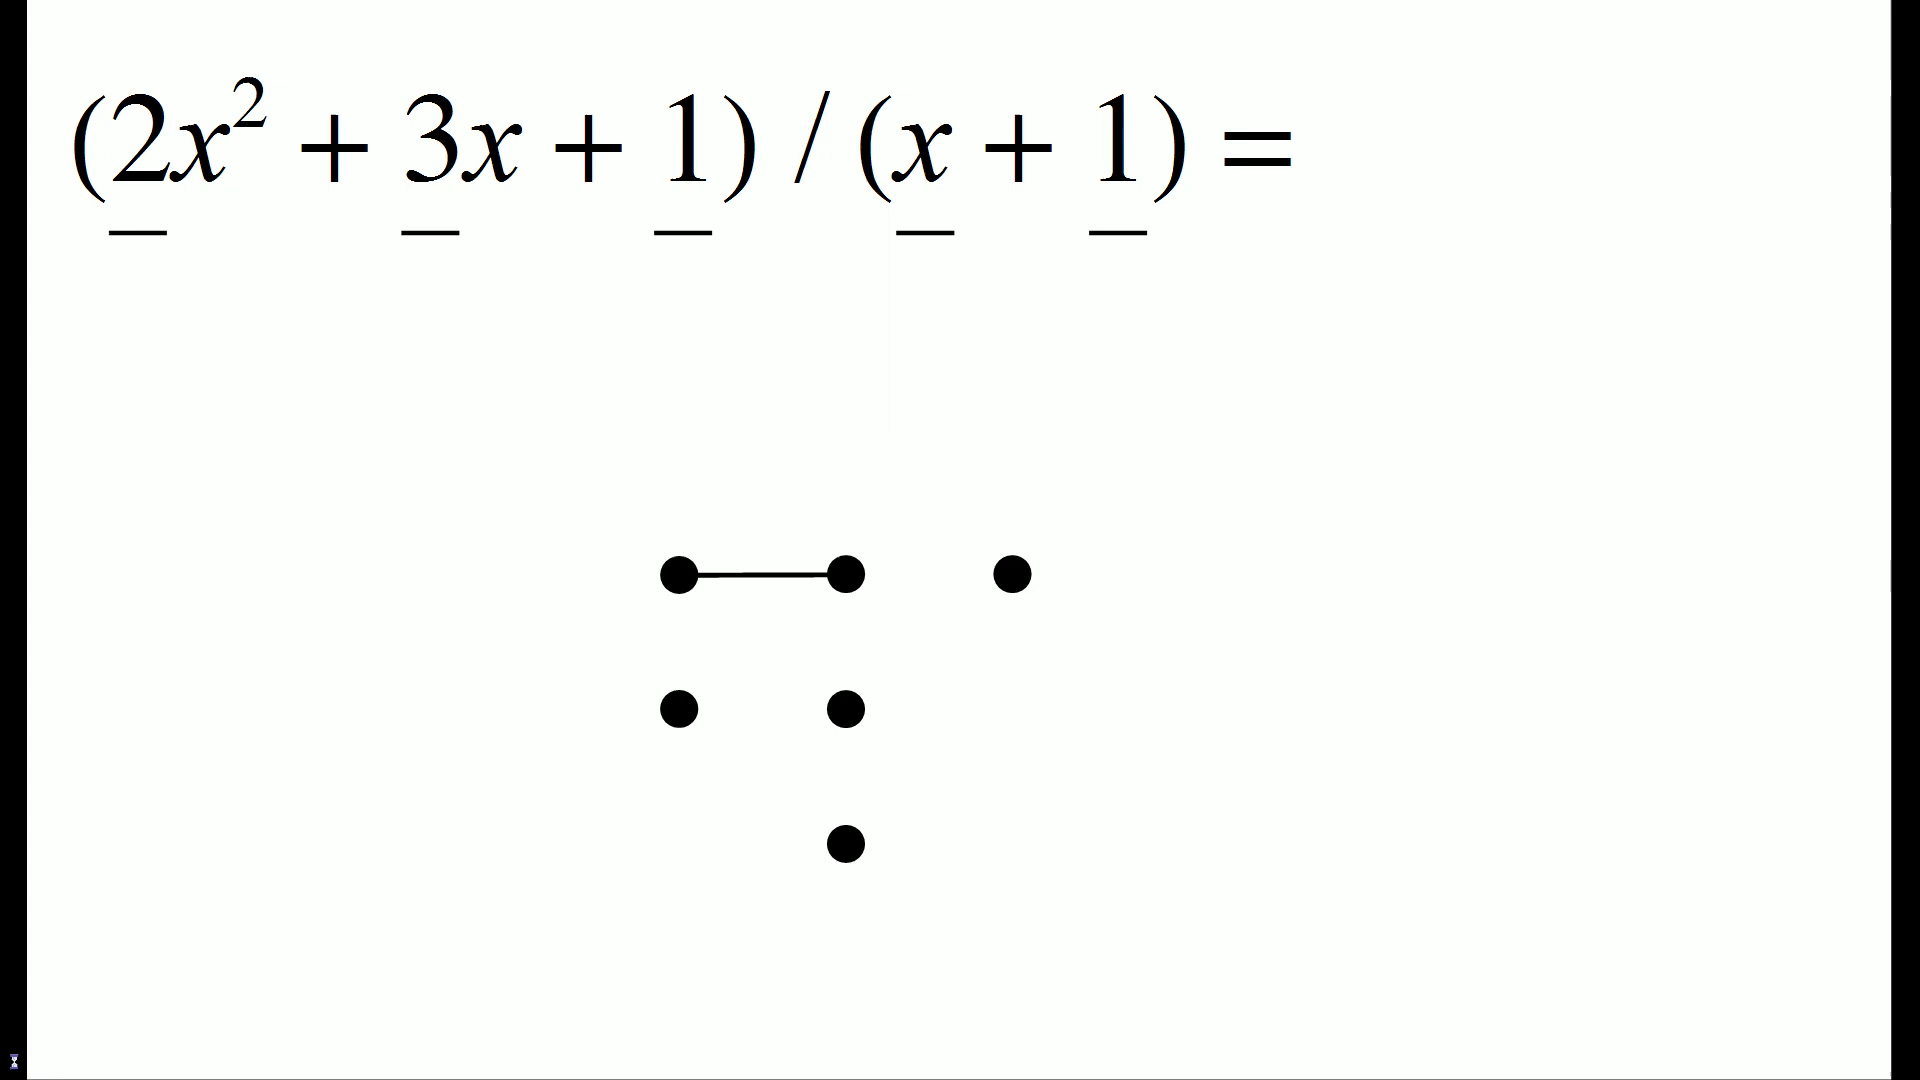 (2x² + 3x + 1) / (x + 1) =